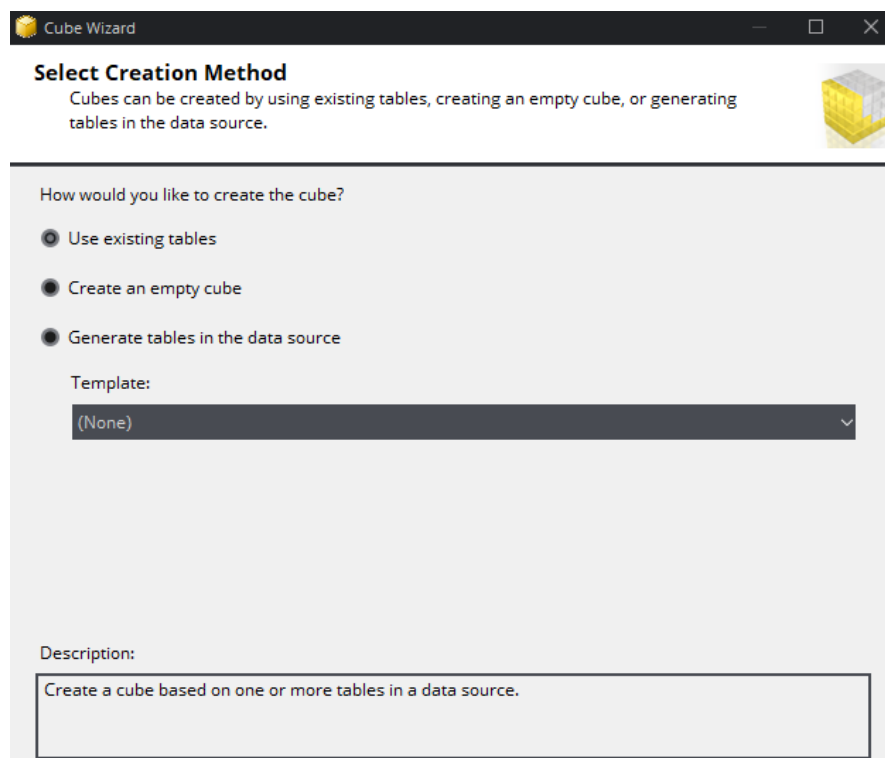 Cube Wizard
Select Creation Method
Cubes can be created by using existing tables, creating an empty cube, or generating
tables in the data source.
How would you like to create the cube?
Use existing tables
Create an empty cube
Generate tables in the data source
Template:
(None)
Description:
Create a cube based on one or more tables in a data source.